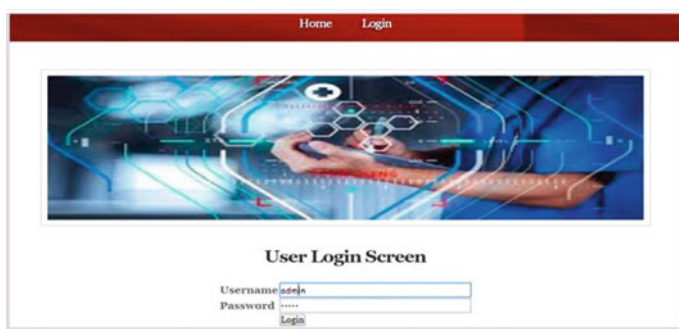 Home Login
User Login Screen
Username admin
Password .....
Login